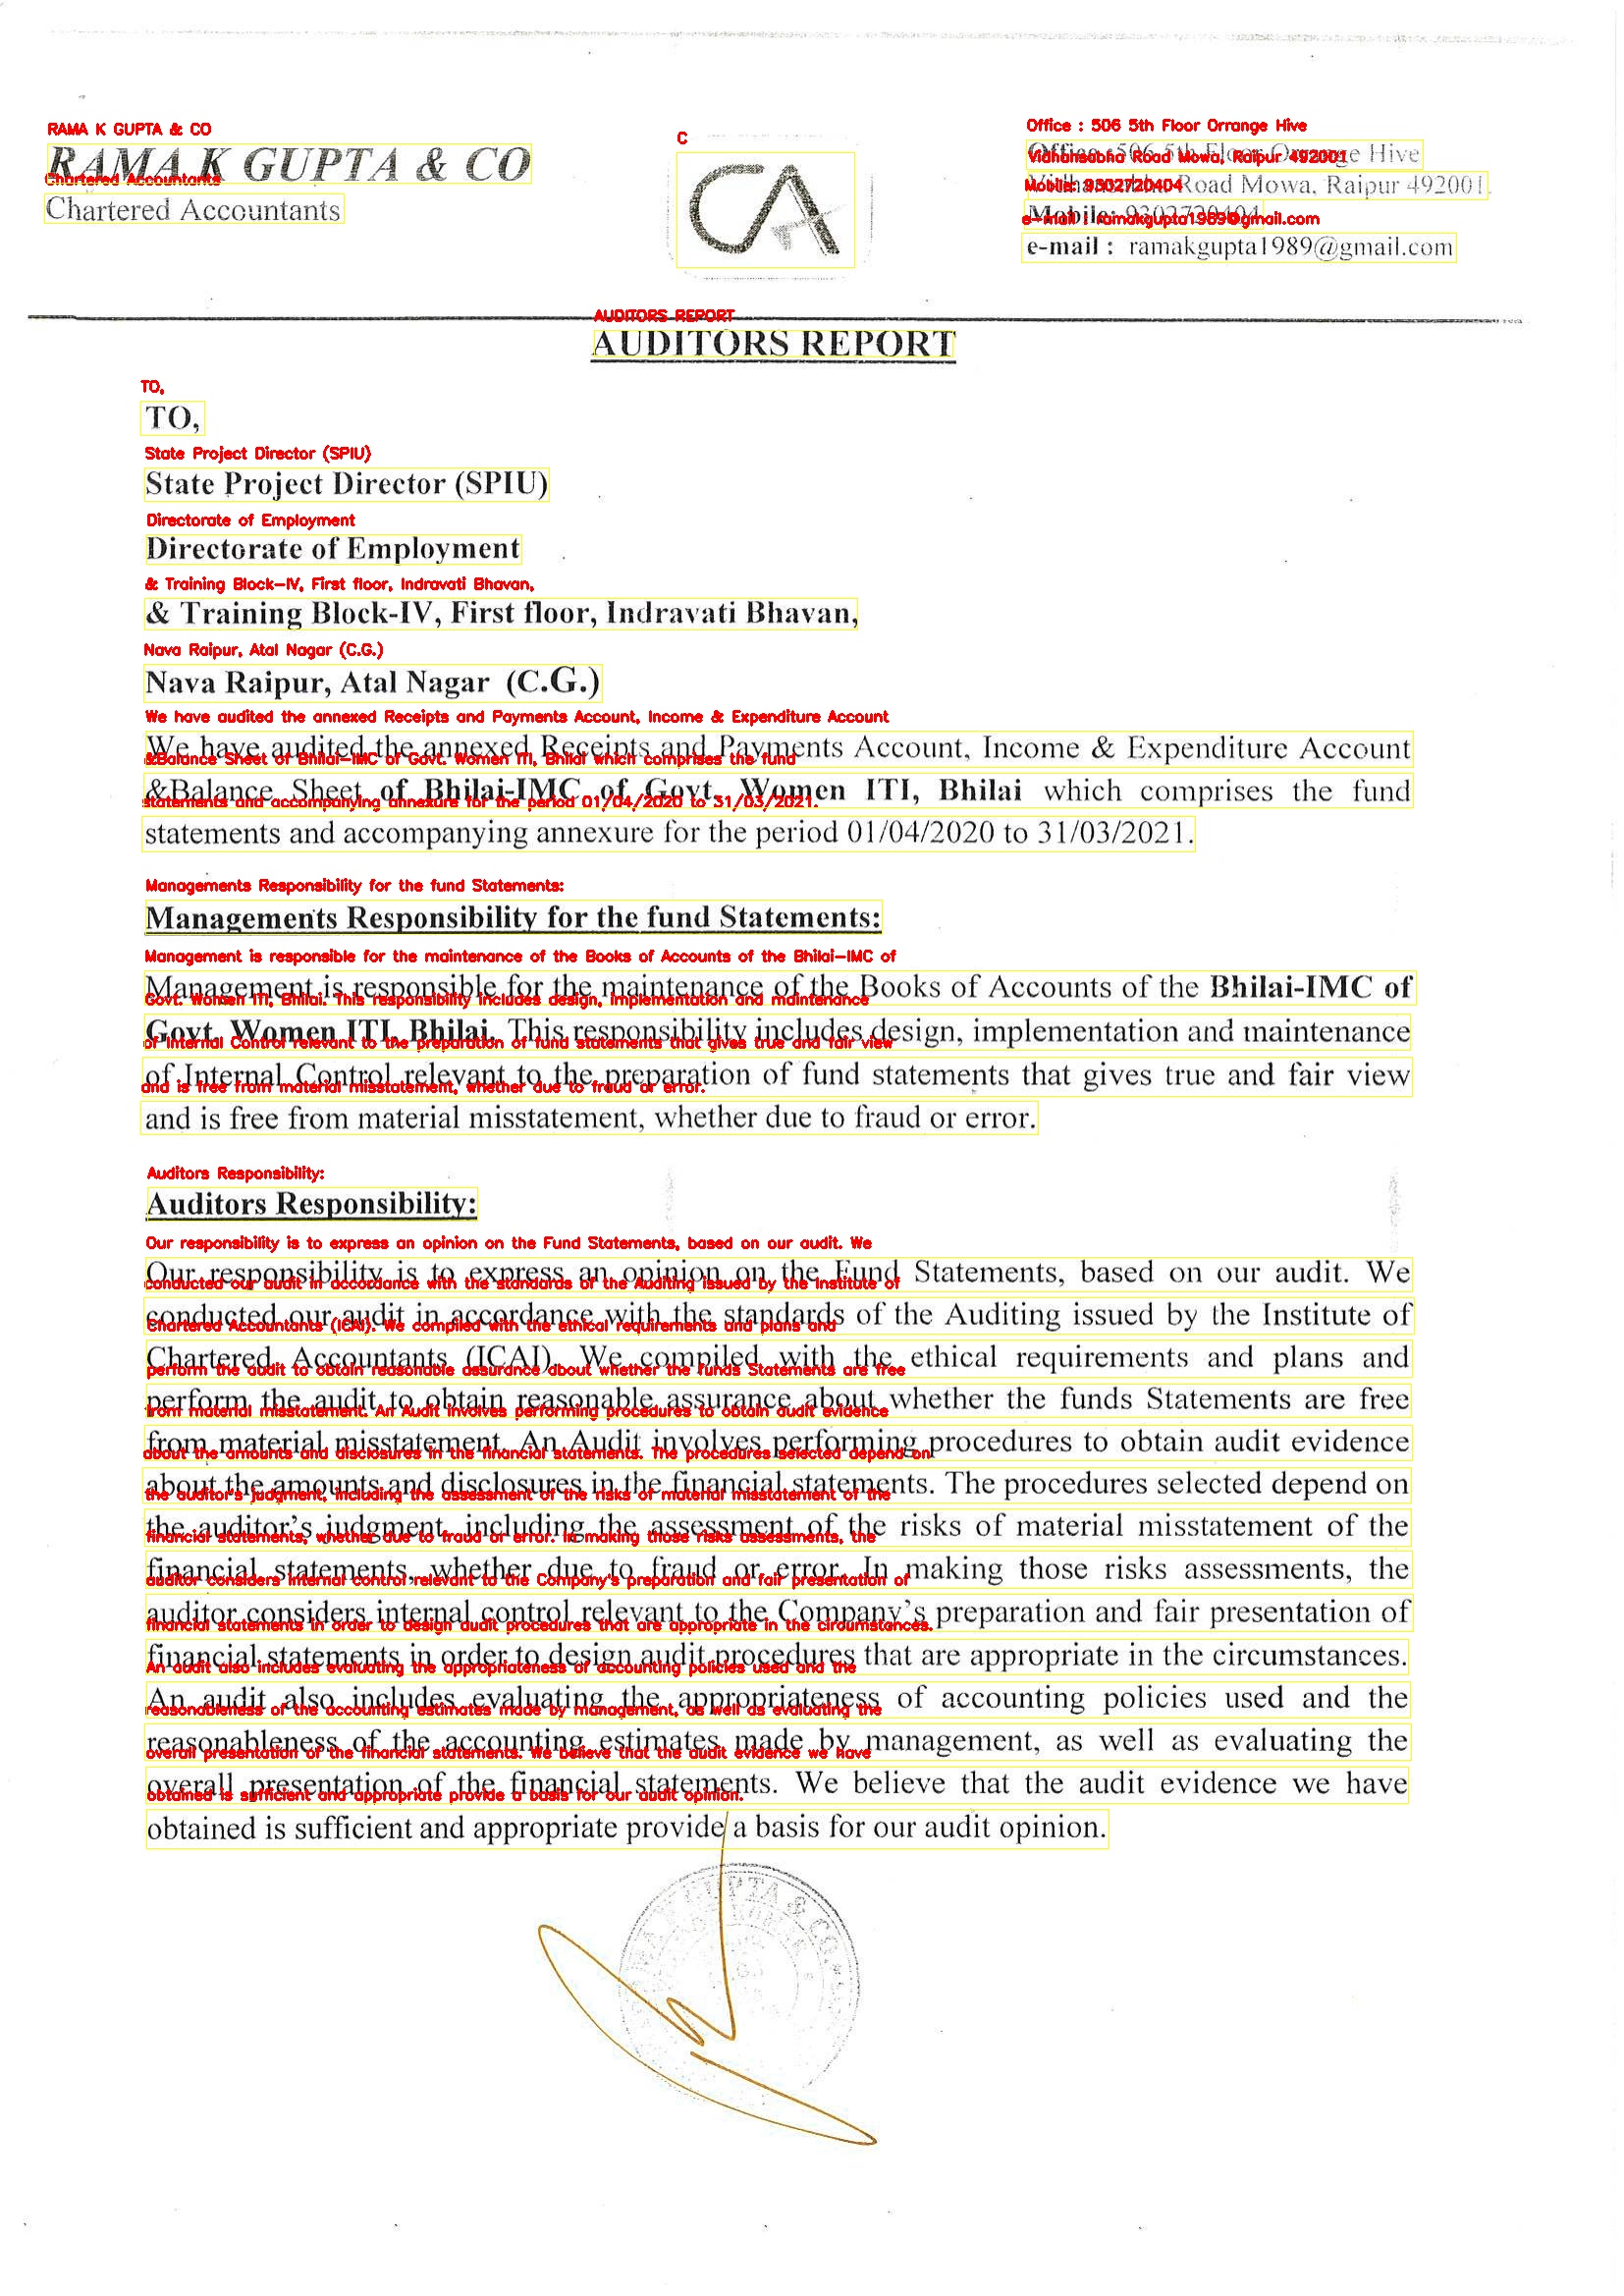 RAMA K GUPTA & CO
Chartered Accountants
CA
Office : 506 5th Floor Orrange Hive
Vidhansabha Road Mowa, Raipur 492001
Mobile: 9302720404
e-mail : ramakgupta1989@gmail.com
AUDITORS REPORT
TO,
State Project Director (SPIU)
Directorate of Employment
& Training Block-IV, First floor, Indravati Bhavan,
Nava Raipur, Atal Nagar (C.G.)
We have audited the annexed Receipts and Payments Account, Income & Expenditure Account
&Balance Sheet of Bhilai-IMC of Govt. Women ITI, Bhilai which comprises the fund
statements and accompanying annexure for the period 01/04/2020 to 31/03/2021.
Managements Responsibility for the fund Statements:
Management is responsible for the maintenance of the Books of Accounts of the Bhilai-IMC of
Govt. Women ITI, Bhilai. This responsibility includes design, implementation and maintenance
of Internal Control relevant to the preparation of fund statements that gives true and fair view
and is free from material misstatement, whether due to fraud or error.
Auditors Responsibility:
Our responsibility is to express an opinion on the Fund Statements, based on our audit. We
conducted our audit in accordance with the standards of the Auditing issued by the Institute of
Chartered Accountants (ICAI). We compiled with the ethical requirements and plans and
perform the audit to obtain reasonable assurance about whether the funds Statements are free
from material misstatement. An Audit involves performing procedures to obtain audit evidence
about the amounts and disclosures in the financial statements. The procedures selected depend on
the auditor's judgment, including the assessment of the risks of material misstatement of the
financial statements, whether due to fraud or error. In making those risks assessments, the
auditor considers internal control relevant to the Company's preparation and fair presentation of
financial statements in order to design audit procedures that are appropriate in the circumstances.
An audit also includes evaluating the appropriateness of accounting policies used and the
reasonableness of the accounting estimates made by management, as well as evaluating the
overall presentation of the financial statements. We believe that the audit evidence we have
obtained is sufficient and appropriate provide a basis for our audit opinion.
GUPTA & CO